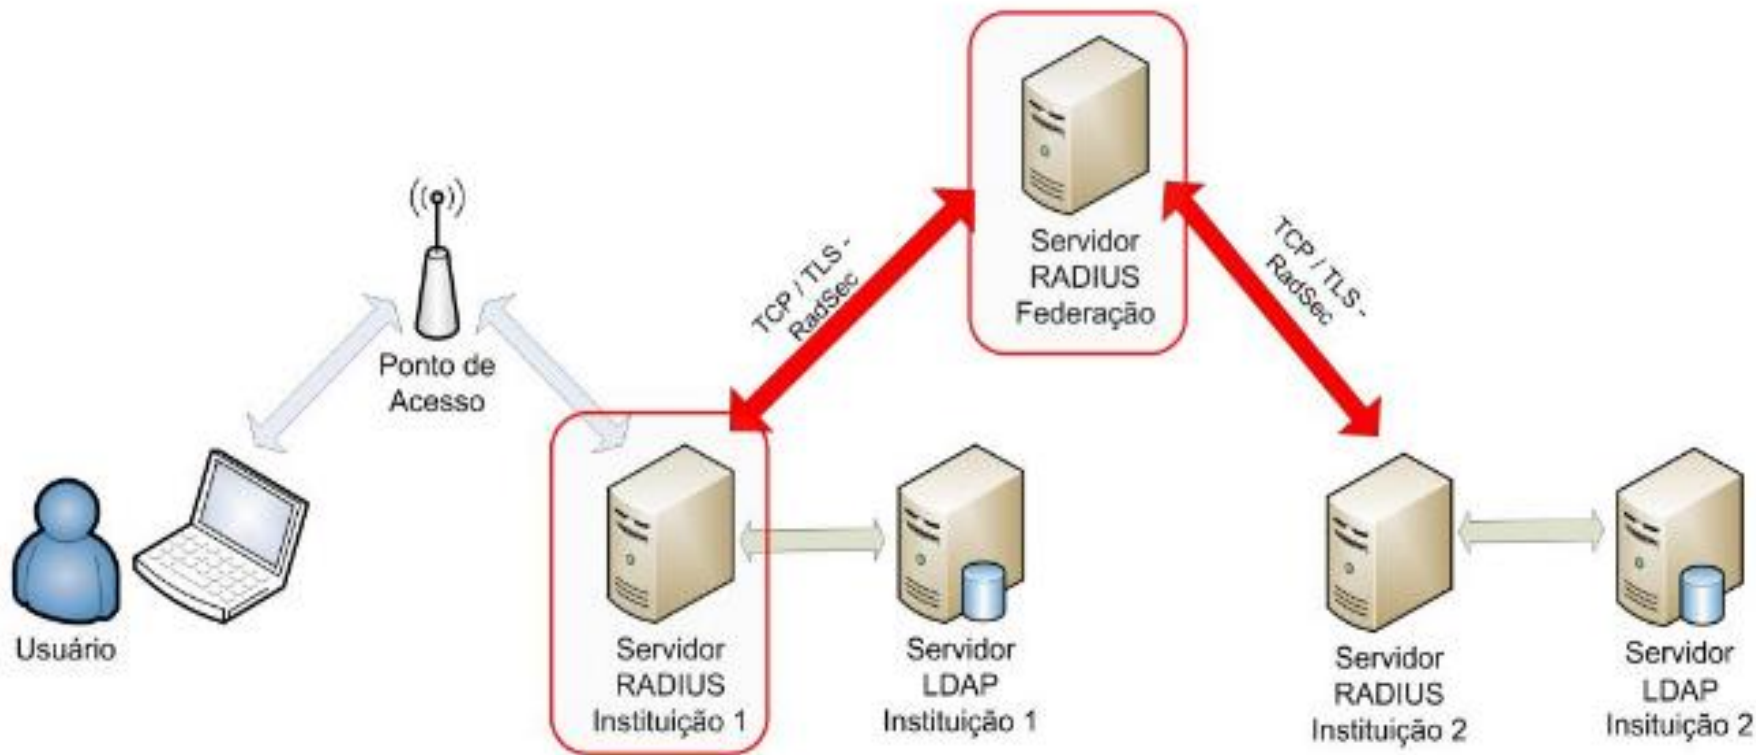 Servidor
RADIUS
Federação
TCP / TLS -
RadSec
TCP / TLS -
RadSec
Ponto de
Acesso
Usuário
Servidor
RADIUS
Instituição 1
Servidor
LDAP
Instituição 1
Servidor
RADIUS
Instituição 2
Servidor
LDAP
Insituição 2